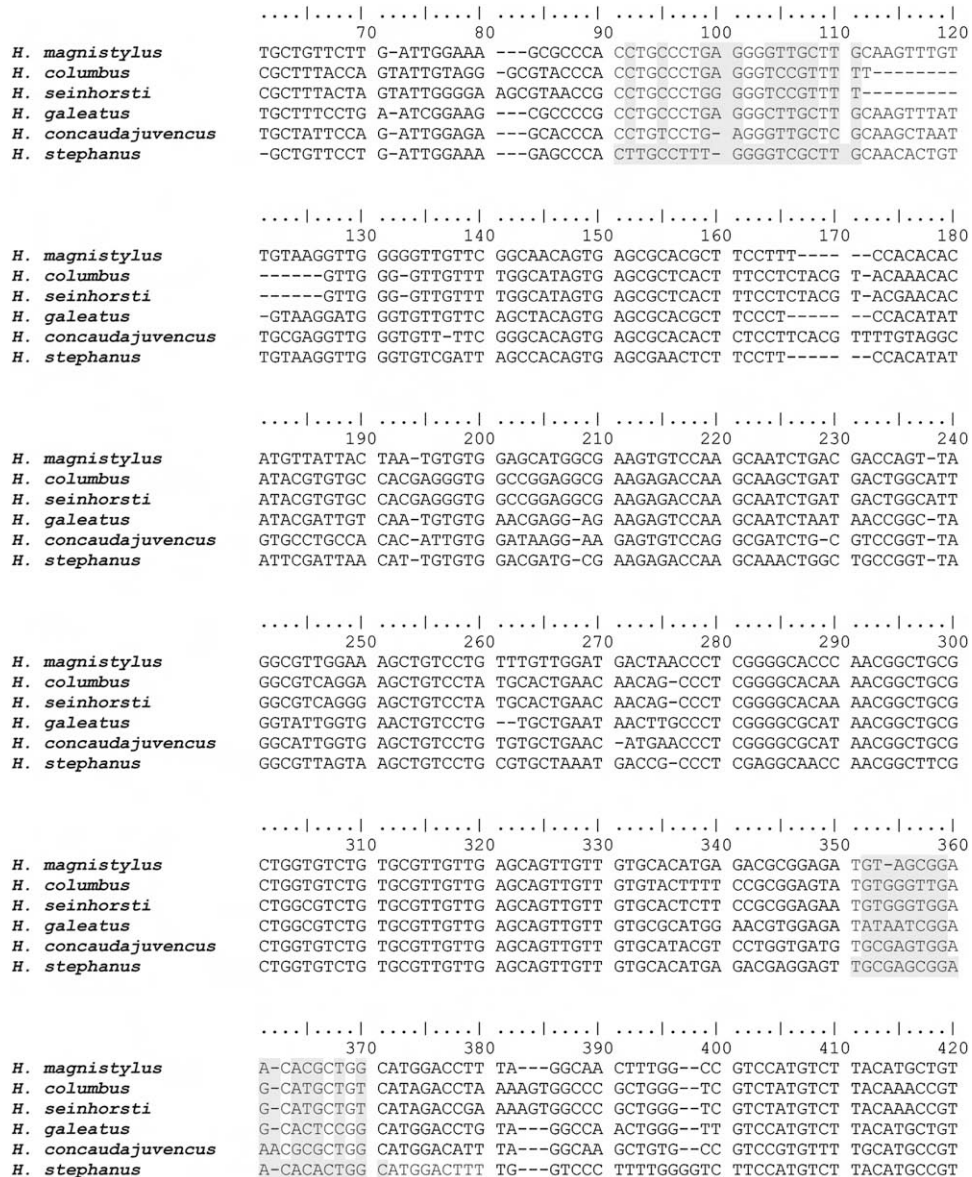 ....|....| ....|....| ....|....| ....|....| ....|....| ....|....|
70 80 90 100 110 120
H. magnistylus TGCTGTTCTT G-ATTGGAAA ---GCGCCCA CCTGCCCTGA GGGGTTGCTT GCAAGTTTGT
H. columbus CGCTTTACCA GTATTGTAGG -GCGTACCCA CCTGCCCTGA GGGTCCGTTT TT--------
H. seinhorsti CGCTTTACTA GTATTGGGGA AGCGTAACCG CCTGCCCTGG GGGTCCGTTT T---------
H. galeatus TGCTTTCCTG A-ATCGGAAG ---CGCCCCG CCTGCCCTGA GGGCTTGCTT GCAAGTTTAT
H. concaudajuvencus TGCTATTCCA G-ATTGGAGA ---GCACCCA CCTGTCCTG- AGGGTTGCTC GCAAGCTAAT
H. stephanus -GCTGTTCCT G-ATTGGAAA ---GAGCCCA CTTGCCTTT- GGGGTCGCTT GCAACACTGT
....|....| ....|....| ....|....| ....|....| ....|....| ....|....|
130 140 150 160 170 180
H. magnistylus TGTAAGGTTG GGGGTTGTTC GGCAACAGTG AGCGCACGCT TCCTTT---- --CCACACAC
H. columbus ------GTTG GGG-GTTGTTT TGGCATAGTG AGCGCTCACT TTCCTCTACG T-ACAAACAC
H. seinhorsti ------GTTG GGG-GTTGTTT TGGCATAGTG AGCGCTCACT TTCCTCTACG T-ACGAACAC
H. galeatus -GTAAGGATG GGTGTTGTTC AGCTACAGTG AGCGCACGCT TCCCT----- --CCACATAT
H. concaudajuvencus TGCGAGGTTG GGTGTT-TTC GGGCACAGTG AGCGCACACT CTCCTTCACG TTTTGTAGGC
H. stephanus TGTAAGGTTG GGTGTCGATT AGCCACAGTG AGCGAACTCT TCCTT----- --CCACATAT
....|....| ....|....| ....|....| ....|....| ....|....| ....|....|
190 200 210 220 230 240
H. magnistylus ATGTTATTAC TAA-TGTGTG GAGCATGGCG AAGTGTCCAA GCAATCTGAC GACCAGT-TA
H. columbus ATACGTGTGC CACGAGGGTG GCCGGAGGCG AAGAGACCAA GCAAGCTGAT GACTGGCATT
H. seinhorsti ATACGTGTGC CACGAGGGTG GCCGGAGGCG AAGAGACCAA GCAATCTGAT GACTGGCATT
H. galeatus ATACGATTGT CAA-TGTGTG AACGAGG-AG AAGAGTCCAA GCAATCTAAT AACCGGC-TA
H. concaudajuvencus GTGCCTGCCA CAC-ATTGTG GATAAGG-AA GAGTGTCCAG GCGATCTG-C GTCCGGT-TA
H. stephanus ATTCGATTAA CAT-TGTGTG GACGATG-CG AAGAGACCAA GCAAACTGGC TGCCGGT-TA
....|....| ....|....| ....|....| ....|....| ....|....| ....|....|
250 260 270 280 290 300
H. magnistylus GGCGTTGGAA AGCTGTCCTG TTTGTTGGAT GACTAACCCT CGGGGCACCC AACGGCTGCG
H. columbus GGCGTCAGGA AGCTGTCCTA TGCACTGAAC AACAG-CCCT CGGGGCACAA AACGGCTGCG
H. seinhorsti GGCGTCAGGG AGCTGTCCTA TGCACTGAAC AACAG-CCCT CGGGGCACAA AACGGCTGCG
H. galeatus GGTATTGGTG AACTGTCCTG --TGCTGAAT AACTTGCCCT CGGGGCGCAT AACGGCTGCG
H. concaudajuvencus GGCATTGGTG AGCTGTCCTG TGTGCTGAAC -ATGAACCCT CGGGGCGCAT AACGGCTGCG
H. stephanus GGCGTTAGTA AGCTGTCCTG CGTGCTAAAT GACCG-CCCT CGAGGCAACC AACGGCTTCG
....|....| ....|....| ....|....| ....|....| ....|....| ....|....|
310 320 330 340 350 360
H. magnistylus CTGGTGTCTG TGCGTTGTTG AGCAGTTGTT GTGCACATGA GACGCGGAGA TGT-AGCGGA
H. columbus CTGGTGTCTG TGCGTTGTTG AGCAGTTGTT GTGTACTTTT CCGCGGAGTA TGTGGGTTGA
H. seinhorsti CTGGCGTCTG TGCGTTGTTG AGCAGTTGTT GTGCACTCTT CCGCGGAGAA TGTGGGTGGA
H. galeatus CTGGCGTCTG TGCGTTGTTG AGCAGTTGTT GTGCGCATGG AACGTGGAGA TATAATCGGA
H. concaudajuvencus CTGGTGTCTG TGCGTTGTTG AGCAGTTGTT GTGCATACGT CCTGGTGATG TGCGAGTGGA
H. stephanus CTGGTGTCTG TGCGTTGTTG AGCAGTTGTT GTGCACATGA GACGAGGAGT TGCGAGCGGA
....|....| ....|....| ....|....| ....|....| ....|....| ....|....|
370 380 390 400 410 420
H. magnistylus A-CACGCTGG CATGGACCTT TA---GGCAA CTTTGG--CC GTCCATGTCT TACATGCTGT
H. columbus G-CATGCTGG CATAGACCTA AAAGTGGCCC GCTGGG--TC GTCTATGTCT TACAAACCGT
H. seinhorsti G-CATGCTGT CATAGACCGA AAAGTGGCCC GCTGGG--TC GTCTATGTCT TACAAACCGT
H. galeatus G-CACTCCGG CATGGACCTG TA---GGCCA ACTGGG--TT GTCCATGTCT TACATGCTGT
H. concaudajuvencus AACGCGCTGG CATGGACATT TA---GGCAA GCTGTG--CC GTCCGTGTTT TGCATGCCGT
H. stephanus A-CACACTGG CATGGACTTT TG---GTCCC TTTTGGGGTC TTCCATGTCT TACATGCCGT